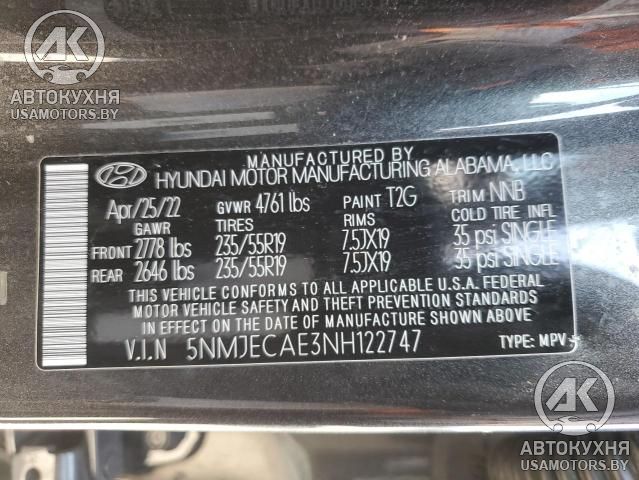 AK
АВТОКУХНЯ
USAMOTORS.BY
MANUFACTURED BY
HYUNDAI MOTOR MANUFACTURING ALABAMA, LLC
Apr/25/22 GVWR 4761 lbs PAINT T2G TRIM NNB
GAWR TIRES RIMS COLD TIRE INFL
FRONT 2778 lbs 235/55R19 7.5JX19 35 psi SINGLE
REAR 2646 lbs 235/55R19 7.5JX19 35 psi SINGLE
THIS VEHICLE CONFORMS TO ALL APPLICABLE U.S.A. FEDERAL
MOTOR VEHICLE SAFETY AND THEFT PREVENTION STANDARDS
IN EFFECT ON THE DATE OF MANUFACTURE SHOWN ABOVE
V.I.N 5NMJECAE3NH122747 TYPE: MPV
AK
АВТОКУХНЯ
USAMOTORS.BY